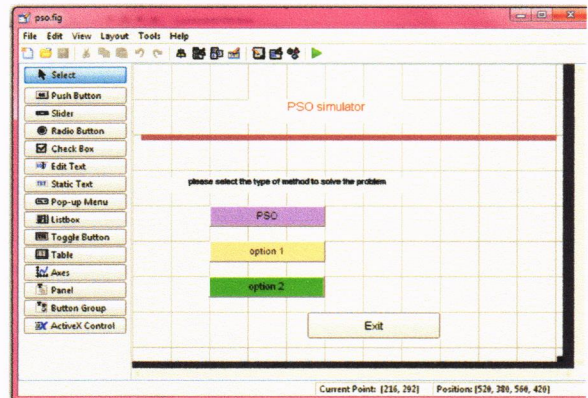 pso.fig
File Edit View Layout Tools Help
Select
Push Button
Slider
Radio Button
Check Box
Edit Text
Static Text
Pop-up Menu
Listbox
Toggle Button
Table
Axes
Panel
Button Group
ActiveX Control
PSO simulator
please select the type of method to solve the problem
PSO
option 1
option 2
Exit
Current Point: [216, 292] Position: [520, 380, 560, 420]